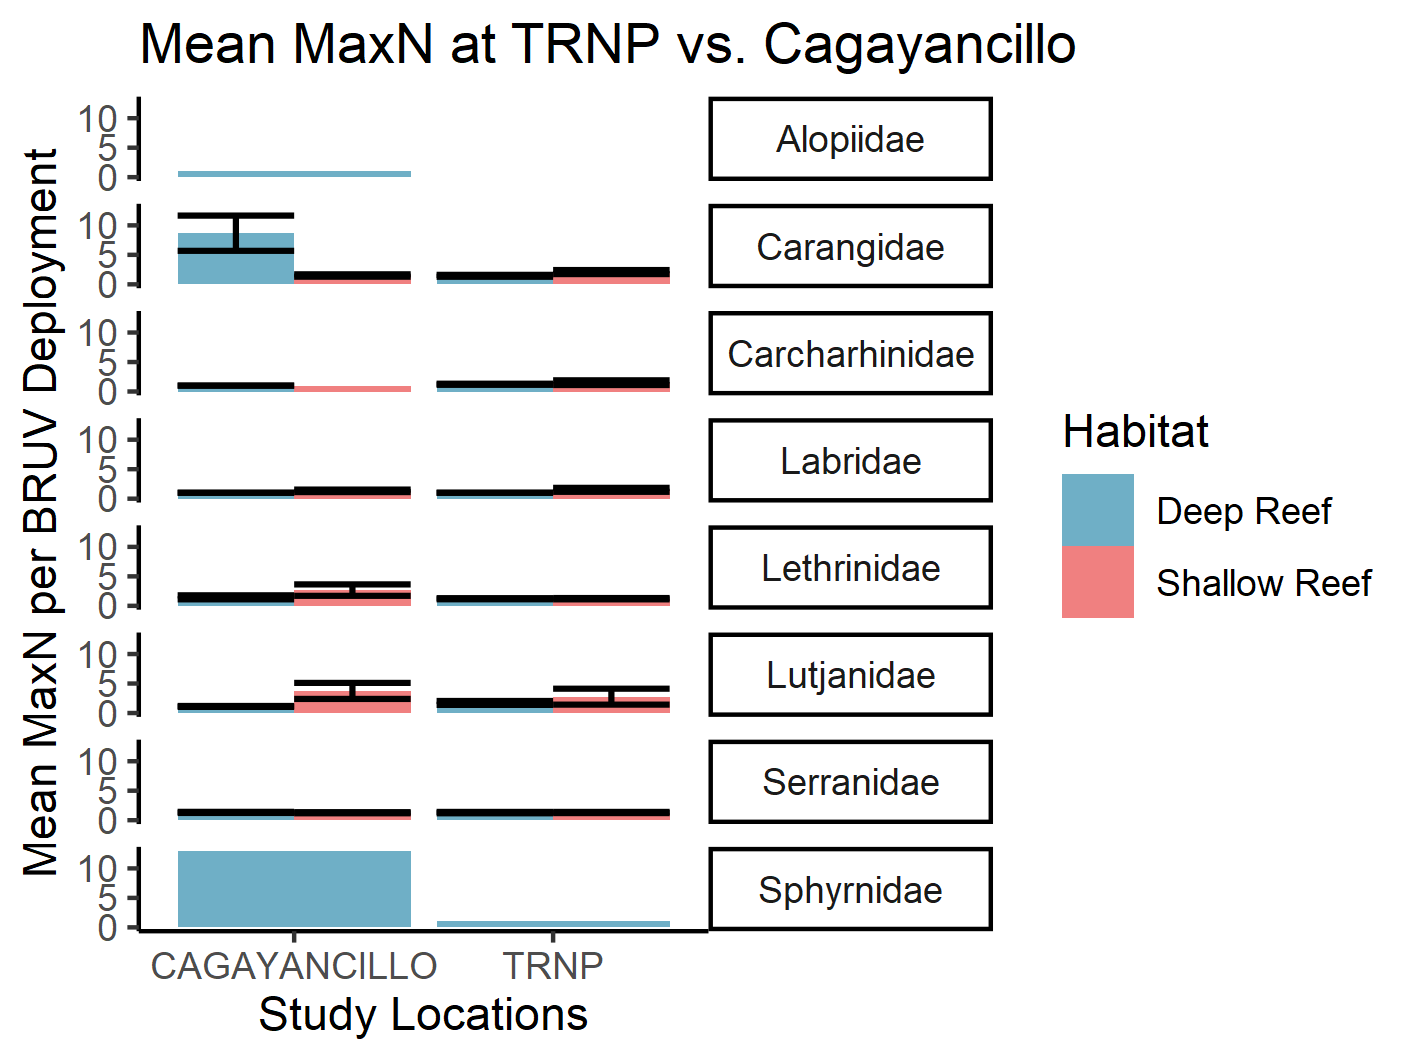 Mean MaxN at TRNP vs. Cagayancillo
Mean MaxN per BRUV Deployment
10
5
0
Alopiidae
10
5
0
Carangidae
10
5
0
Carcharhinidae
10
5
0
Labridae
10
5
0
Lethrinidae
10
5
0
Lutjanidae
10
5
0
Serranidae
10
5
0
Sphyrnidae
CAGAYANCILLO
TRNP
Study Locations
Habitat
Deep Reef
Shallow Reef